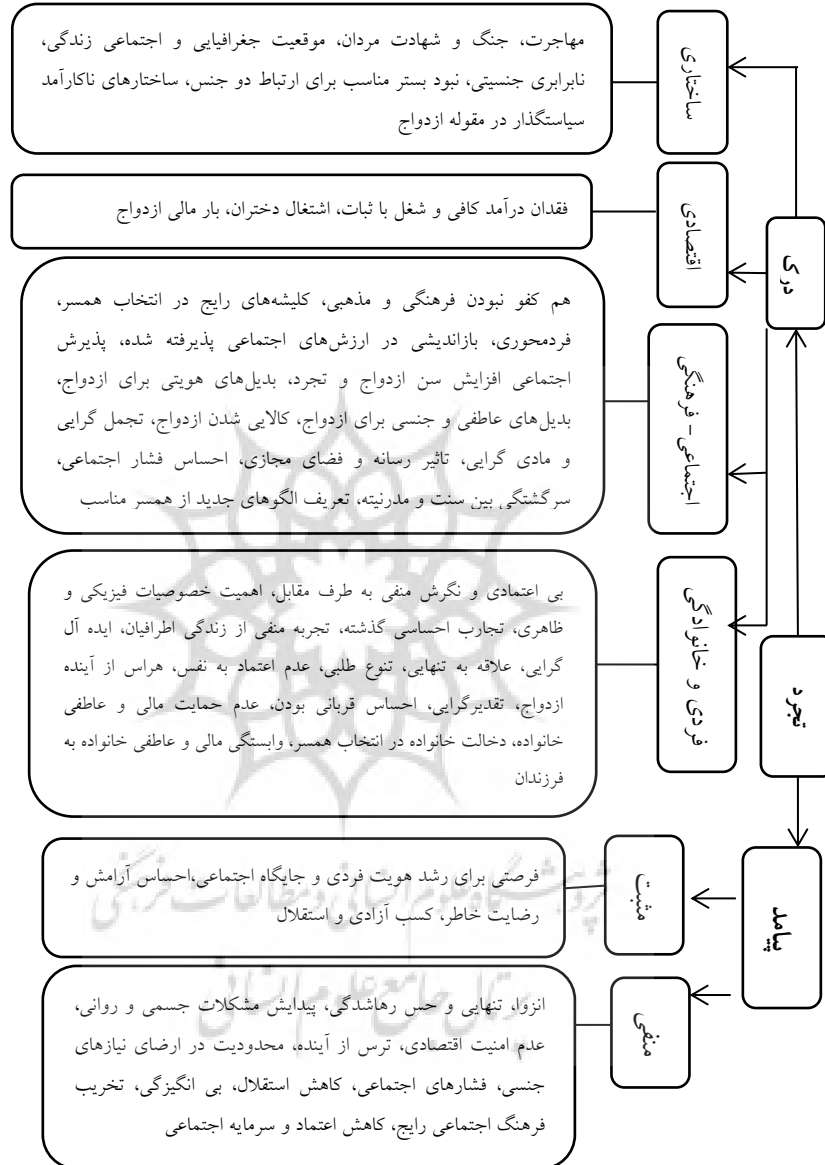 تجرد
درک
ساختاری
مهاجرت، جنگ و شهادت مردان، موقعیت جغرافیایی و اجتماعی زندگی،
نابرابری جنسیتی، نبود بستر مناسب برای ارتباط دو جنس، ساختارهای ناکارآمد
سیاستگذار در مقوله ازدواج
اقتصادی
فقدان درآمد کافی و شغل با ثبات، اشتغال دختران، بار مالی ازدواج
اجتماعی - فرهنگی
هم کفو نبودن فرهنگی و مذهبی، کلیشه‌های رایج در انتخاب همسر،
فردمحوری، بازاندیشی در ارزش‌های اجتماعی پذیرفته شده، پذیرش
اجتماعی افزایش سن ازدواج و تجرد، بدیل‌های هویتی برای ازدواج،
بدیل‌های عاطفی و جنسی برای ازدواج، کالایی شدن ازدواج، تجمل گرایی
و مادی گرایی، تاثیر رسانه و فضای مجازی، احساس فشار اجتماعی،
سرگشتگی بین سنت و مدرنیته، تعریف الگوهای جدید از همسر مناسب
فردی و خانوادگی
بی اعتمادی و نگرش منفی به طرف مقابل، اهمیت خصوصیات فیزیکی و
ظاهری، تجارب احساسی گذشته، تجربه منفی از زندگی اطرافیان، ایده آل
گرایی، علاقه به تنهایی، تنوع طلبی، عدم اعتماد به نفس، هراس از آینده
ازدواج، تقدیرگرایی، احساس قربانی بودن، عدم حمایت مالی و عاطفی
خانواده، دخالت خانواده در انتخاب همسر، وابستگی مالی و عاطفی خانواده به
فرزندان
پیامد
مثبت
فرصتی برای رشد هویت فردی و جایگاه اجتماعی،احساس آرامش و
رضایت خاطر، کسب آزادی و استقلال
منفی
انزوا، تنهایی و حس رهاشدگی، پیدایش مشکلات جسمی و روانی،
عدم امنیت اقتصادی، ترس از آینده، محدودیت در ارضای نیازهای
جنسی، فشارهای اجتماعی، کاهش استقلال، بی انگیزگی، تخریب
فرهنگ اجتماعی رایج، کاهش اعتماد و سرمایه اجتماعی
پژوهشگاه علوم انسانی و مطالعات فرهنگی
پرتال جامع علوم انسانی